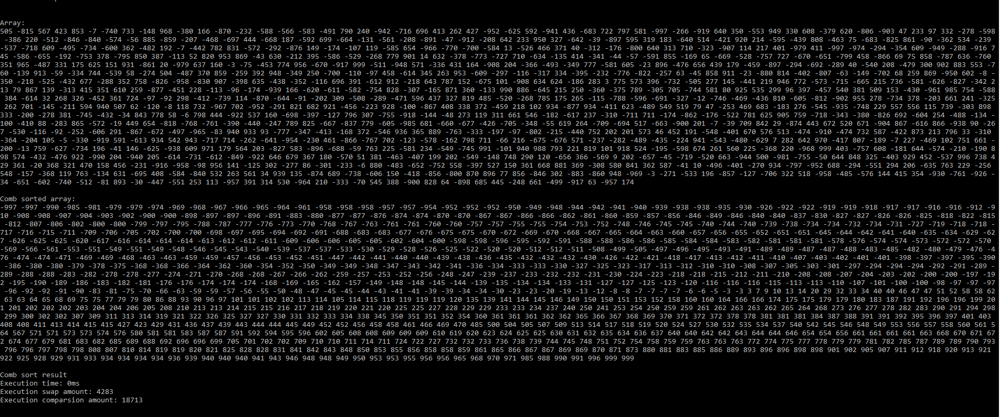 Array:
505 -815 567 423 853 -7 -740 733 -148 968 -380 166 -870 -232 -588 -566 -583 -491 790 240 -942 -716 696 413 262 427 -952 -625 592 -941 436 -683 722 797 581 -997 -266 -919 640 350 -553 949 330 608 -379 620 -806 -903 47 233 97 332 -278 -598
-386 220 -512 -846 -840 -574 -56 885 -859 -207 -468 -697 444 -668 187 -592 699 -664 -131 -561 -208 -891 -47 -912 -208 642 233 950 327 -642 -39 -897 595 319 183 -640 514 -421 920 214 -595 -439 808 -463 75 -683 -825 861 -90 -362 534 -239
-537 -718 609 -495 -734 -600 362 -482 192 -7 -442 782 831 -572 -292 -876 149 -174 -107 119 -585 654 -966 -770 -700 -584 13 -526 466 371 40 -312 -176 -800 640 313 710 -323 -907 114 217 401 -979 411 -997 -974 -294 -354 609 -949 -288 -916 7
45 -586 -655 -192 -753 378 -795 850 387 -113 52 820 953 869 -43 630 -212 395 -586 -529 -268 779 901 14 632 -378 -773 -727 710 -634 -135 414 -341 -44 -57 -591 855 -169 65 -669 -528 -757 727 -670 -651 -799 458 -866 69 75 858 -787 636 -760
351 965 -487 331 175 625 151 931 -861 20 -979 637 160 -3 -75 -453 774 956 -670 -917 999 -511 -948 571 -336 431 164 -908 204 -366 -493 -349 777 -581 605 -23 896 -476 656 439 179 -459 -897 -294 -692 -289 40 -540 208 -479 300 902 883 553 -7
60 -139 913 -59 -334 744 -539 58 -274 504 -487 370 859 -259 392 948 -349 250 -700 -110 -97 458 -614 345 263 953 -609 -297 -116 -317 334 -395 -232 -776 -822 -257 63 -45 858 911 -23 -880 814 -402 -807 -63 -149 -702 68 259 869 -950 602 -8 -
350 -218 -525 -432 677 -288 352 758 -826 -958 -830 907 -398 635 -438 -352 -116 696 391 -612 912 -218 643 787 152 -675 101 -908 634 624 -186 283 3 775 573 396 -732 -505 277 145 -441 219 946 772 -573 -715 -665 215 736 -581 -626 -827 -342 2
13 79 867 139 -313 415 351 610 259 -877 -451 228 -113 -96 -174 -939 166 -620 -611 -582 -754 828 -307 -165 871 360 -133 990 886 -645 215 250 -360 -375 789 -305 705 -744 581 80 925 535 299 96 397 -457 540 381 509 153 -430 -961 985 754 -588
384 -614 32 268 326 -452 361 724 -97 -92 298 -412 -739 114 -870 -644 -91 -202 309 -508 -289 -471 596 437 327 819 485 -520 -268 785 175 265 -115 -788 -596 -691 -327 -12 -746 -469 -436 810 -605 -812 -902 955 278 -734 378 -203 661 241 -325
262 701 -145 -211 594 940 507 62 -120 -8 118 732 -967 702 -952 -291 821 682 921 -456 -223 928 -100 -867 408 338 372 -459 218 102 934 -877 934 -411 623 -489 549 519 79 47 -253 469 683 -183 276 -545 -935 -748 229 557 556 115 739 -303 898
333 -200 -278 381 -745 -432 -34 843 778 58 -6 798 444 -922 537 160 -698 -397 -127 796 307 -755 -918 -144 -48 273 119 311 661 546 -182 -617 237 -310 -711 711 -174 -862 -176 -522 781 625 905 759 -718 -343 -380 -826 692 -604 254 -488 -134 -
100 -410 88 -283 865 -572 -19 449 654 -818 -768 -761 -390 -440 -247 789 825 -667 -837 779 -605 -985 681 -660 -677 -426 -705 -348 -55 619 264 -709 -694 517 -663 -900 201 -7 -39 709 842 29 -874 443 672 520 671 -904 867 -616 866 -938 90 -26
7 -530 -116 -92 -252 -606 291 -867 -672 -497 -965 -83 940 933 93 -777 -347 -413 -168 372 -546 936 365 889 -763 -333 -197 -97 -802 -215 -440 752 202 201 573 46 452 191 -548 -401 670 576 513 -474 -910 -474 732 587 -422 873 213 796 33 -310
-364 -204 105 -5 -330 -919 591 -613 934 542 943 -717 714 -262 -641 -954 -230 461 -866 -767 702 -123 -578 -162 798 711 -66 216 -675 -676 571 -237 -282 -489 -435 -224 941 -543 -480 -629 7 282 642 970 -417 807 -189 -7 227 -469 102 751 661 -
200 -13 759 -627 -734 196 -41 146 -625 -938 609 971 179 564 203 -827 583 -896 -688 -59 763 225 -581 234 -549 -745 991 -101 940 988 793 221 819 101 918 524 -195 -598 674 261 560 225 -368 220 -968 999 403 -757 608 -181 644 -574 -210 -190 8
98 574 -432 -476 922 -990 204 -940 205 -614 -731 -612 -849 -922 646 679 367 180 -570 51 381 -463 -407 199 202 -549 -148 748 290 120 -656 366 -569 9 202 -657 -45 -719 -520 663 -944 500 -981 -755 -50 644 848 325 -403 929 452 -537 996 738 4
29 361 -20 368 321 470 158 456 -231 -916 -958 -98 956 141 -125 302 -277 86 -301 -233 -6 880 -483 -652 -752 558 -397 527 150 361 668 881 369 -308 580 841 362 587 -41 10 -496 -401 -270 934 -797 -952 688 -294 -551 294 206 -635 763 229 -256
548 -157 -368 119 763 -134 631 -695 408 -584 -840 532 263 561 34 939 135 -874 689 -738 -606 150 -418 -856 -800 870 896 77 856 -846 302 -883 -860 948 -969 -3 -271 -533 196 -857 -127 -706 322 518 -958 -485 -576 144 415 354 -930 -761 -926 -
34 -651 -602 -740 -512 -81 893 -30 -447 -551 253 113 -957 391 314 530 -964 210 -333 -70 545 388 -900 828 64 -898 685 445 -248 661 -499 -917 63 -957 174
Comb sorted array:
-997 -997 -990 -985 -981 -979 -979 -974 -969 -968 -967 -966 -965 -964 -961 -958 -958 -958 -957 -957 -954 -952 -952 -952 -950 -949 -948 -944 -942 -941 -940 -939 -938 -938 -935 -930 -926 -922 -922 -919 -919 -918 -917 -917 -916 -916 -912 -9
10 -908 -908 -907 -904 -903 -902 -900 -900 -898 -897 -897 -896 -891 -883 -880 -877 -877 -876 -874 -874 -870 -870 -867 -867 -866 -866 -862 -861 -860 -859 -857 -856 -846 -849 -846 -840 -840 -837 -830 -827 -827 -826 -826 -825 -818 -822 -815
-812 -807 -806 -802 -800 -800 -799 -797 -795 -788 -787 -777 -776 -773 -770 -768 -767 -763 -761 -761 -760 -760 -757 -757 -755 -755 -754 -753 -752 -748 -746 -745 -745 -740 -744 -740 -739 -738 -734 -734 -732 -734 -731 -727 -719 -718 -718 -
717 -716 -715 -711 -709 -706 -705 -702 -700 -700 -698 -697 -695 -694 -692 -691 -688 -683 -683 -677 -676 -675 -675 -670 -672 -669 -670 -668 -667 -665 -664 -663 -660 -657 -656 -655 -652 -651 -651 -645 -644 -642 -641 -640 -635 -634 -629 -62
7 -626 -625 -625 -620 -617 -616 -614 -614 -614 -613 -612 -612 -611 -609 -606 -606 -605 -605 -602 -604 -600 -598 -598 -596 -595 -592 -591 -588 -588 -586 -586 -585 -584 -584 -583 -582 -581 -581 -581 -578 -576 -574 -574 -573 -572 -572 -570
-569 -566 -561 -553 -551 -549 -551 -549 -548 -546 -545 -543 -540 -539 -537 -537 -533 -530 -529 -528 -526 -525 -522 -520 -520 -512 -512 -511 -508 -499 -505 -497 -496 -495 -493 -491 -489 -489 -487 -487 -488 -483 -485 -482 -480 -479 -476 -4
76 -474 -474 -471 -469 -469 -468 -463 -463 -459 -459 -457 -456 -453 -452 -451 -447 -442 -441 -440 -440 -439 -438 -436 -435 -432 -432 -432 -430 -426 -422 -421 -418 -417 -413 -412 -411 -410 -407 -403 -402 -401 -401 -398 -397 -397 -395 -390
-386 -380 -380 -379 -378 -375 -368 -368 -366 -364 -362 -360 -354 -352 -350 -349 -349 -348 -347 -343 -342 -341 -336 -334 -333 -333 -330 -327 -325 -323 -317 -313 -312 -310 -310 -308 -307 -305 -303 -301 -297 -294 -294 -294 -292 -291 -289 -
289 -288 -288 -283 -282 -278 -278 -277 -274 -271 -270 -268 -268 -267 -266 -262 -259 -257 -253 -252 -256 -248 -247 -239 -237 -233 -232 -232 -231 -230 -224 -223 -218 -218 -215 -212 -211 -210 -208 -208 -207 -204 -203 -202 -200 -200 -197 -19
2 -195 -190 -189 -186 -183 -182 -181 -176 -176 -174 -174 -174 -168 -169 -165 -162 -157 -149 -148 -148 -145 -144 -139 -135 -134 -134 -133 -131 -127 -127 -125 -123 -120 -116 -116 -116 -115 -113 -113 -110 -107 -101 -100 -100 -98 -97 -97 -97
-96 -92 -92 -91 -90 -83 -81 -75 -70 -66 -63 -59 -59 -57 -56 -55 -50 -48 -47 -45 -45 -44 -43 -41 -41 -39 -39 -34 -34 -30 -23 -23 -20 -19 -13 -12 -8 -8 -7 -7 -7 -7 -6 -6 -5 -3 -3 3 7 9 10 13 14 20 29 32 33 34 40 40 46 47 47 51 52 58 58 62
63 63 64 65 68 69 75 75 77 79 79 80 86 88 93 90 96 97 101 101 102 102 113 114 105 114 115 118 119 119 119 120 135 139 141 144 145 146 149 150 150 151 153 152 158 160 160 164 166 166 174 175 175 179 179 180 183 187 191 192 196 196 199 20
1 201 202 202 202 203 204 204 206 205 208 210 213 213 214 215 215 216 217 218 219 220 221 220 225 225 227 228 229 229 233 233 234 237 240 250 241 253 254 250 259 259 261 262 263 262 263 265 264 268 273 276 277 278 282 283 290 291 294 298
299 300 302 302 307 309 311 313 314 319 321 322 326 325 327 327 330 331 332 333 334 338 345 350 351 351 352 354 360 361 361 361 362 362 365 366 367 368 369 370 371 372 372 378 378 381 381 381 384 387 388 391 391 392 395 396 397 401 403
408 408 411 413 414 415 415 427 423 429 431 436 437 439 443 444 444 445 449 452 452 456 458 458 461 466 469 470 485 500 504 505 507 509 513 514 517 518 519 520 524 527 530 532 535 534 537 540 542 545 546 548 549 553 556 557 558 560 561 5
64 567 571 571 573 573 574 576 580 581 581 583 587 587 591 592 594 595 596 602 605 608 608 609 609 609 610 619 620 623 624 625 625 630 631 632 635 634 636 637 640 640 642 642 643 644 644 646 654 654 656 661 661 661 661 663 668 670 671 67
2 674 677 679 681 683 682 685 689 688 692 696 696 699 705 701 702 702 709 710 710 711 714 711 724 722 727 732 732 733 736 738 739 744 745 748 751 752 754 758 759 759 763 763 763 772 774 775 777 778 779 779 781 782 785 787 789 789 790 793
796 796 797 798 798 808 807 810 814 819 819 820 821 825 828 828 831 841 842 843 848 850 853 855 856 858 858 859 861 865 866 867 867 869 869 870 871 873 880 881 883 885 886 889 893 896 896 898 898 901 902 905 907 911 912 918 920 913 921
922 925 928 929 931 933 934 934 934 934 936 939 940 940 940 941 943 946 948 948 949 950 953 953 955 956 956 965 968 970 971 985 988 990 991 996 999 999
Comb sort result
Execution time: 0ms
Execution swap amount: 4283
Execution comparsion amount: 18713